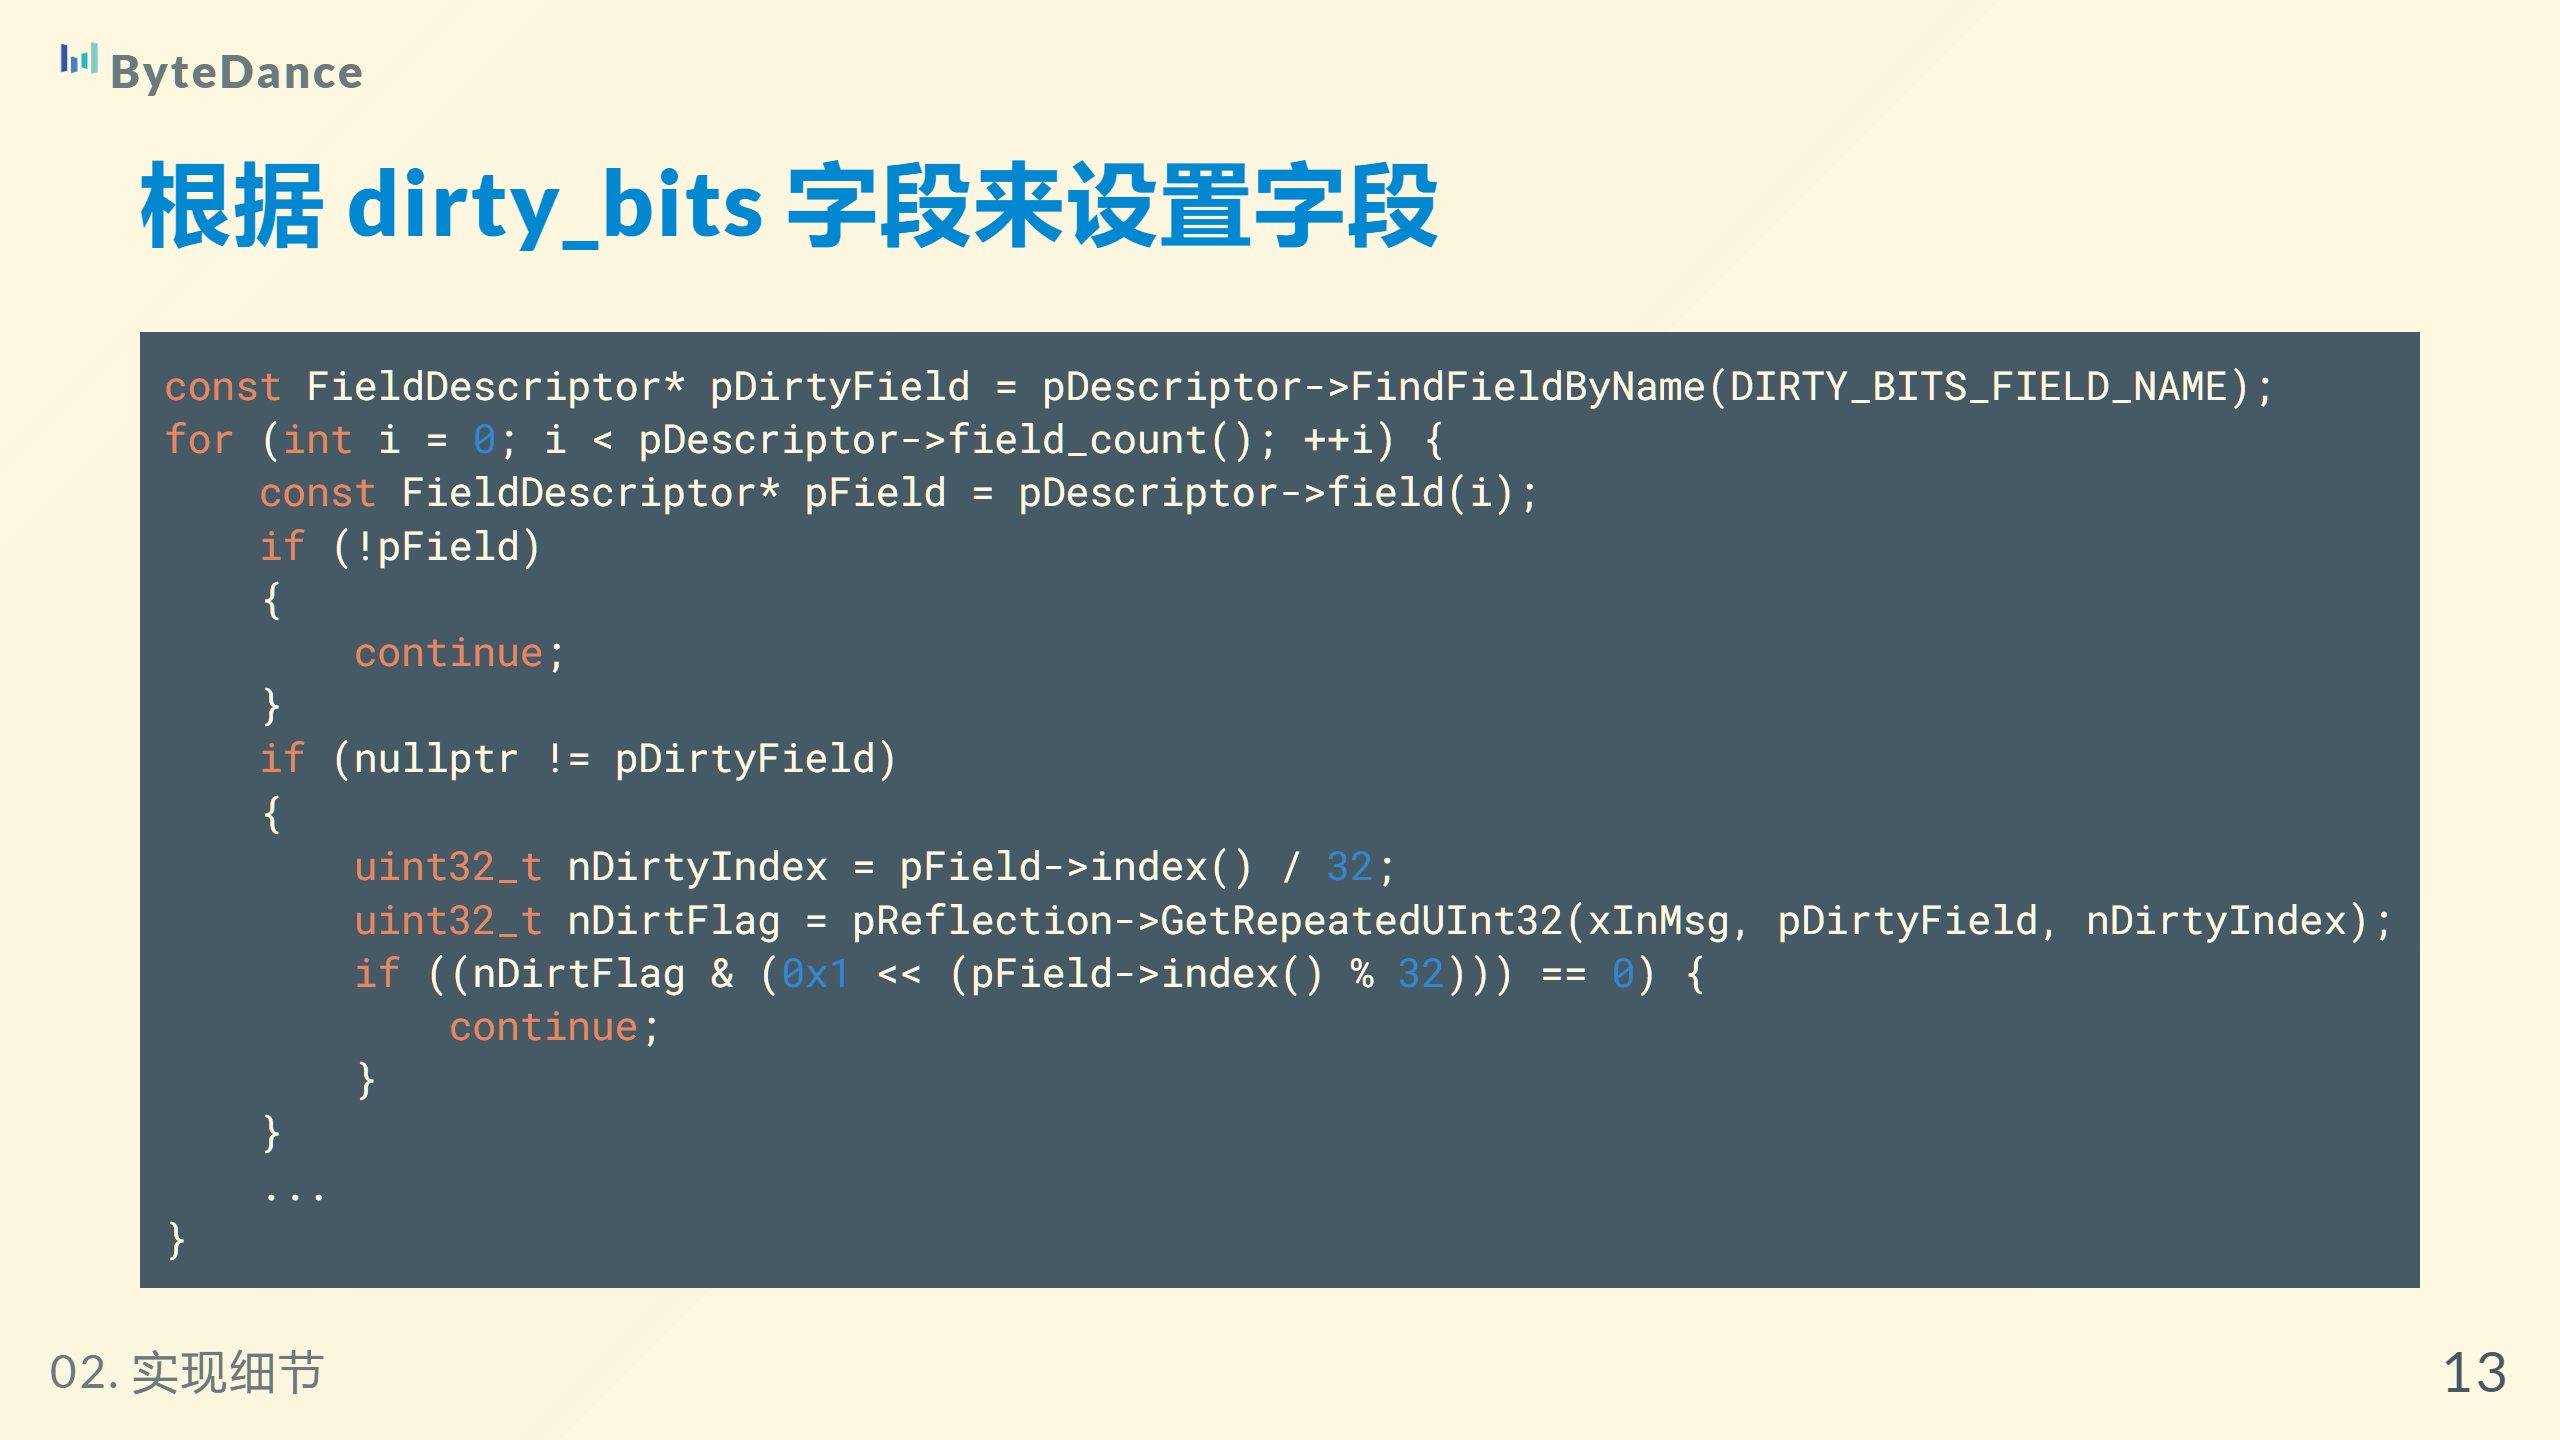 ByteDance
根据 dirty_bits 字段来设置字段
const FieldDescriptor* pDirtyField = pDescriptor->FindFieldByName(DIRTY_BITS_FIELD_NAME);
for (int i = 0; i < pDescriptor->field_count(); ++i) {
    const FieldDescriptor* pField = pDescriptor->field(i);
    if (!pField)
    {
        continue;
    }
    if (nullptr != pDirtyField)
    {
        uint32_t nDirtyIndex = pField->index() / 32;
        uint32_t nDirtFlag = pReflection->GetRepeatedUInt32(xInMsg, pDirtyField, nDirtyIndex);
        if ((nDirtFlag & (0x1 << (pField->index() % 32))) == 0) {
            continue;
        }
    }
    ...
}
02. 实现细节
13